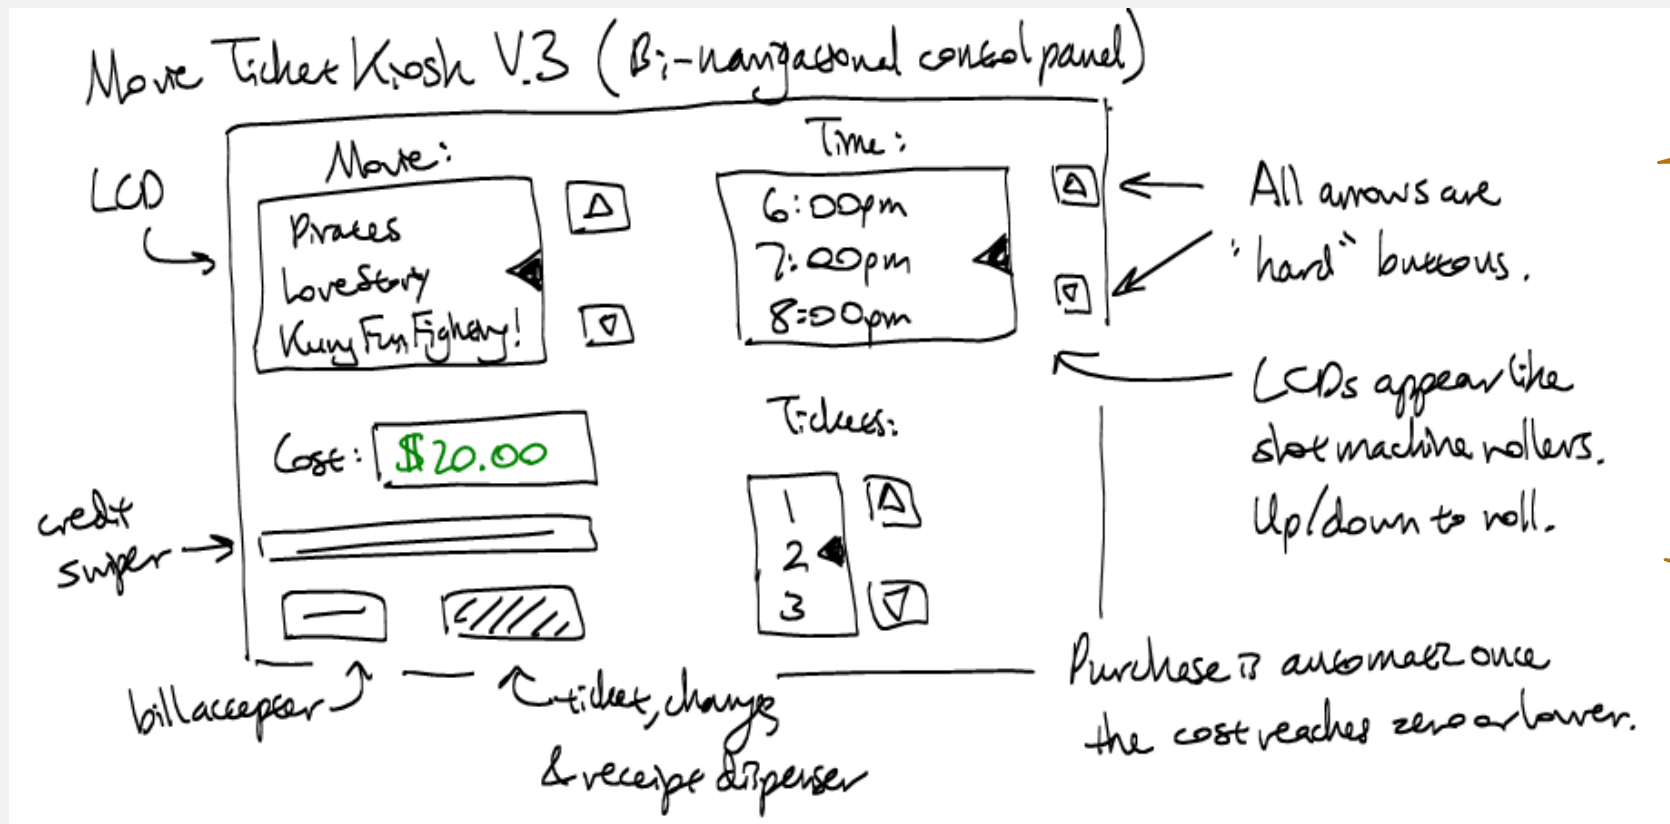 Movie Ticket Kiosk V.3 (Bi-navigational control panel)
LCD
Movie:
Pirates
Love Story
Kung Fun Fighting!
Time:
6:00pm
7:00pm
8:00pm
All arrows are
"hard" buttons.
LCDs appear like
slot machine rollers.
Up/down to roll.
Cost: $20.00
Tickets:
1
2
3
credit
swiper
bill accepter
ticket, change
& receipt dispenser
Purchase is automatic once
the cost reaches zero or lower.